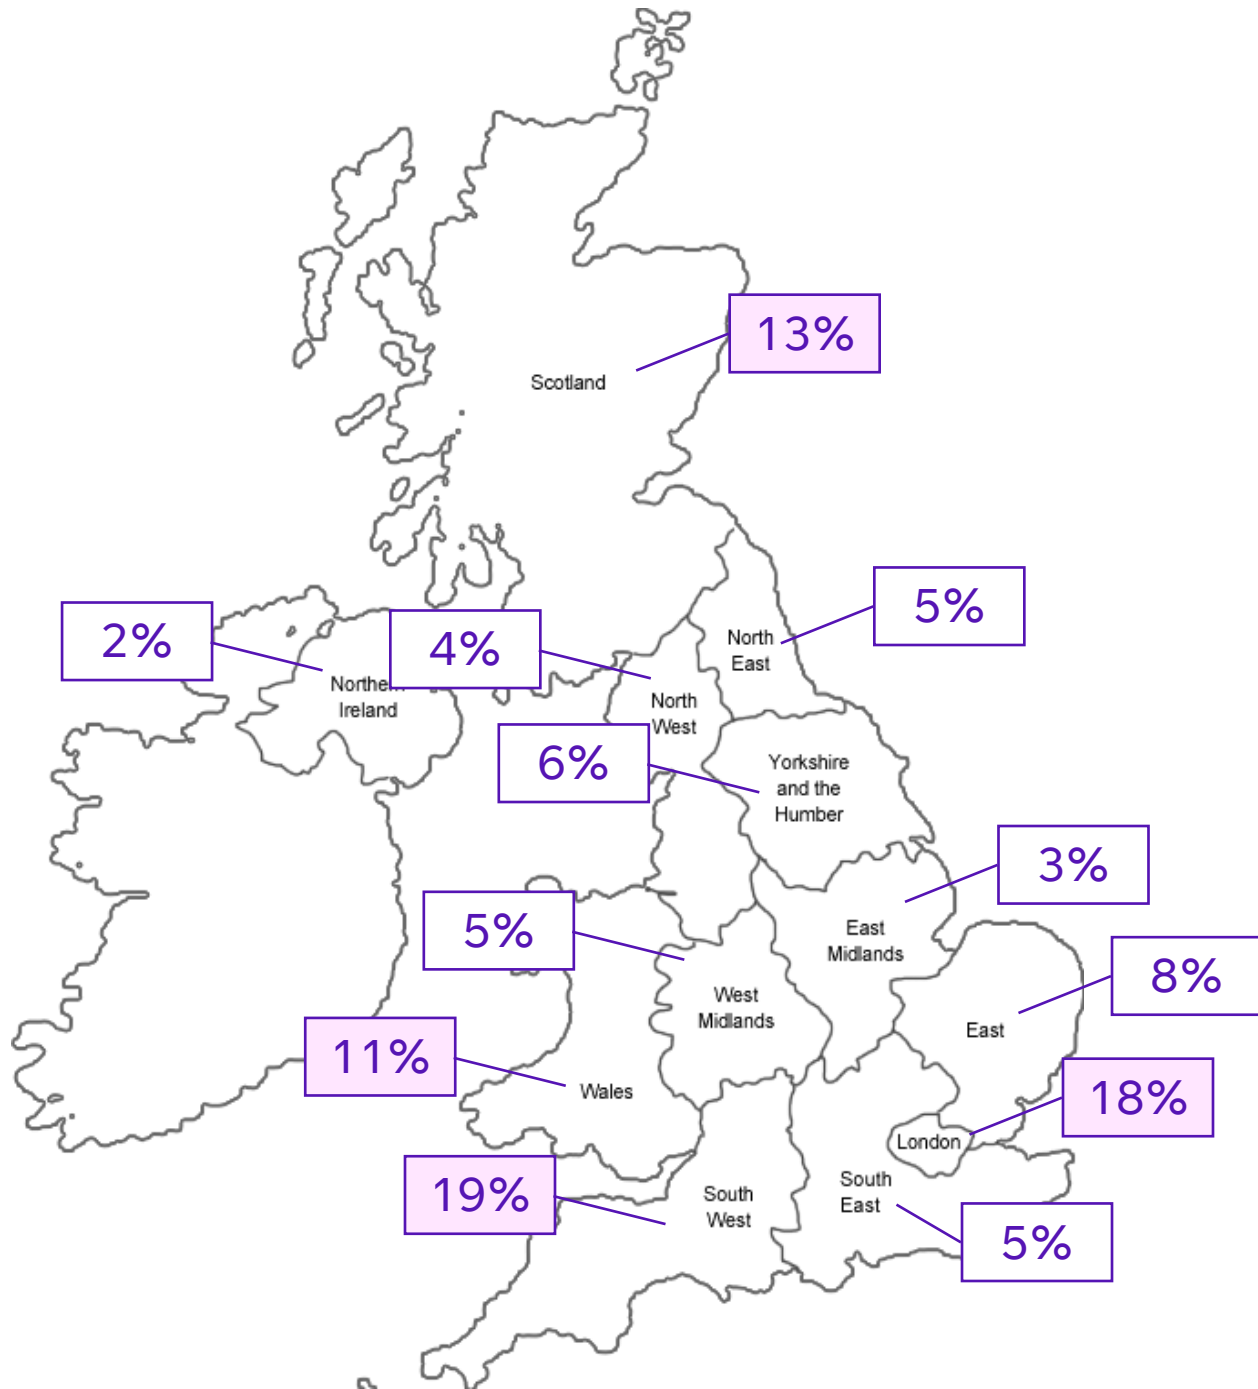 13%
Scotland
5%
2%
4%
North
East
Northern
Ireland
North
West
6%
Yorkshire
and the
Humber
3%
5%
East
Midlands
8%
West
Midlands
East
11%
Wales
18%
London
19%
South
West
South
East
5%